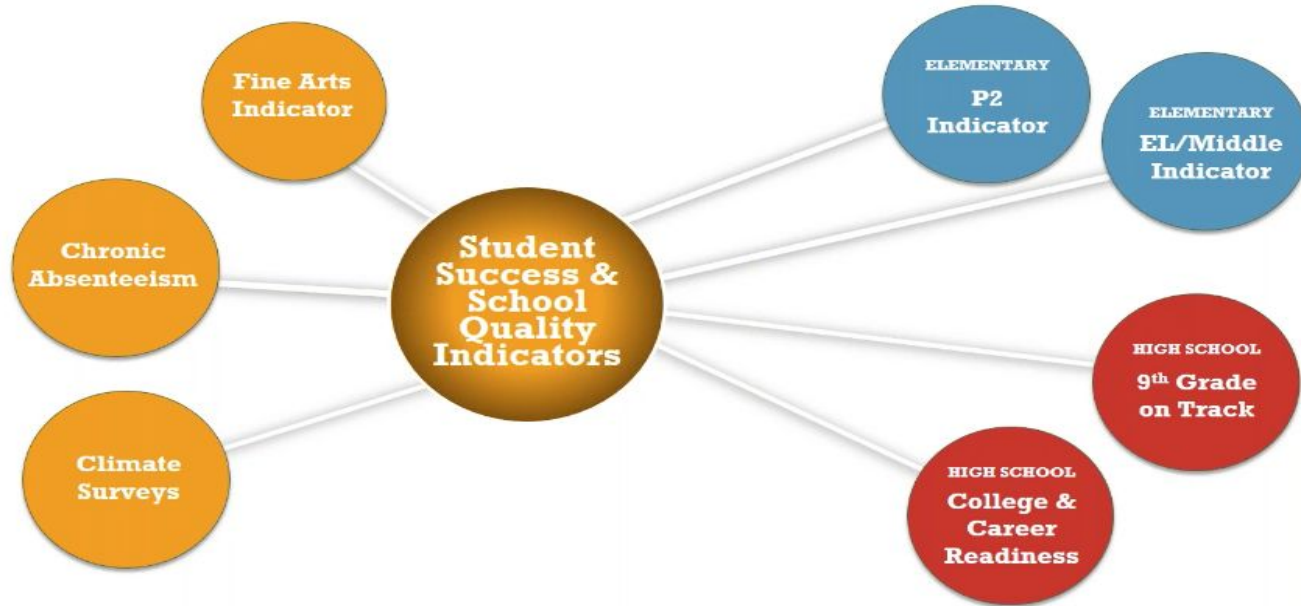 Fine Arts
Indicator
Chronic
Absenteeism
Climate
Surveys
Student
Success &
School
Quality
Indicators
ELEMENTARY
P2
Indicator
ELEMENTARY
EL/Middle
Indicator
HIGH SCHOOL
9th Grade
on Track
HIGH SCHOOL
College &
Career
Readiness